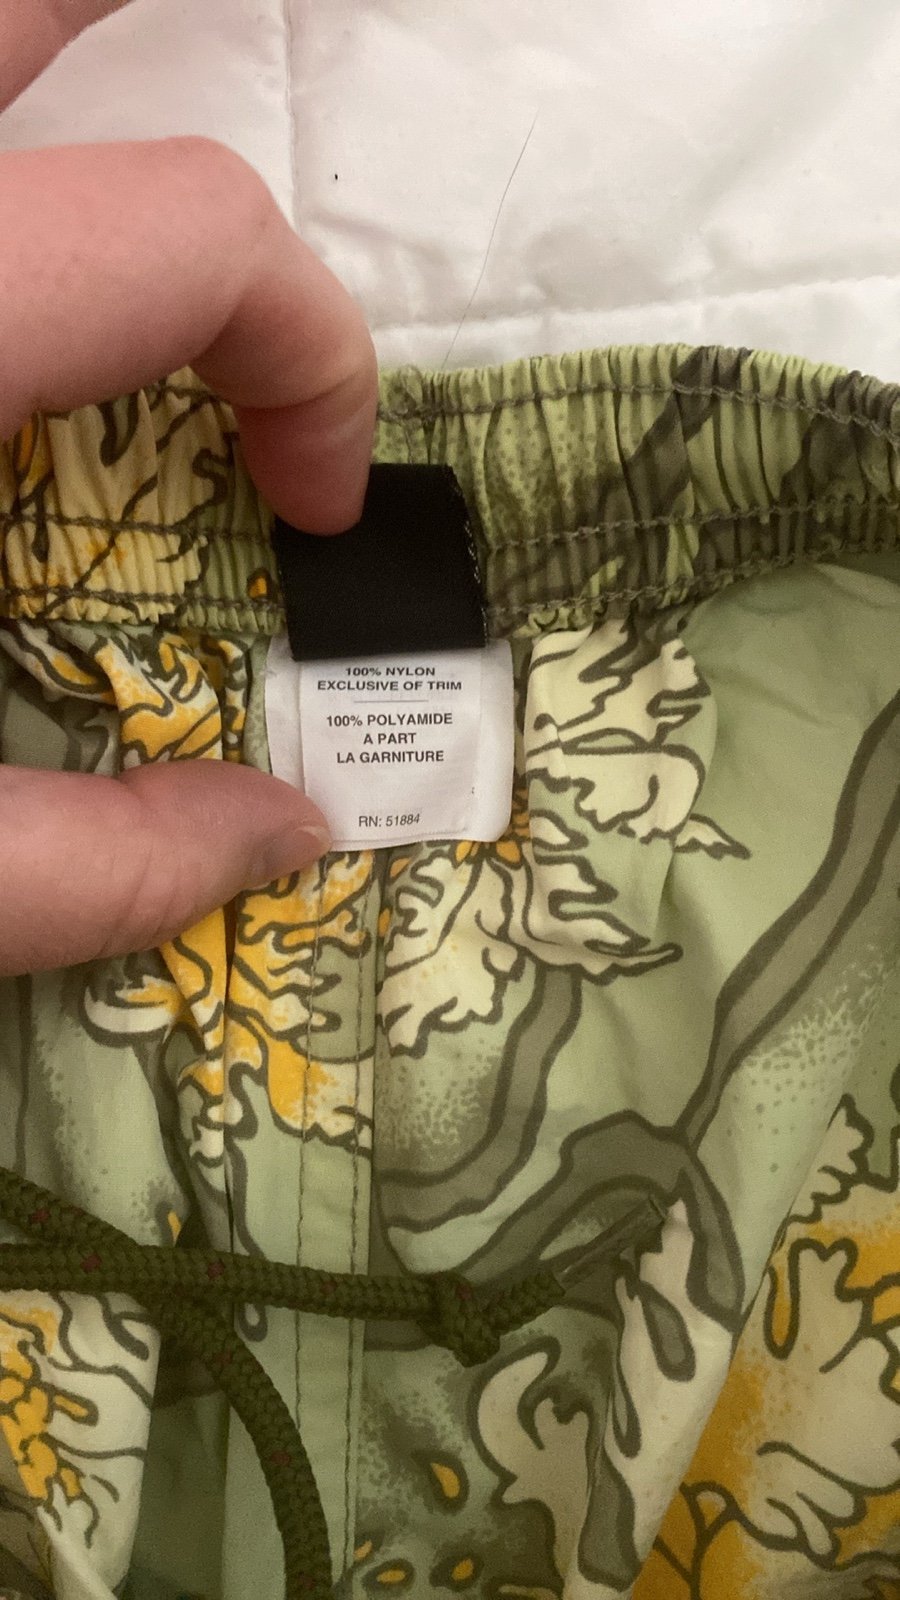 100% NYLON
EXCLUSIVE OF TRIM
100% POLYAMIDE
A PART
LA GARNITURE
RN: 51884